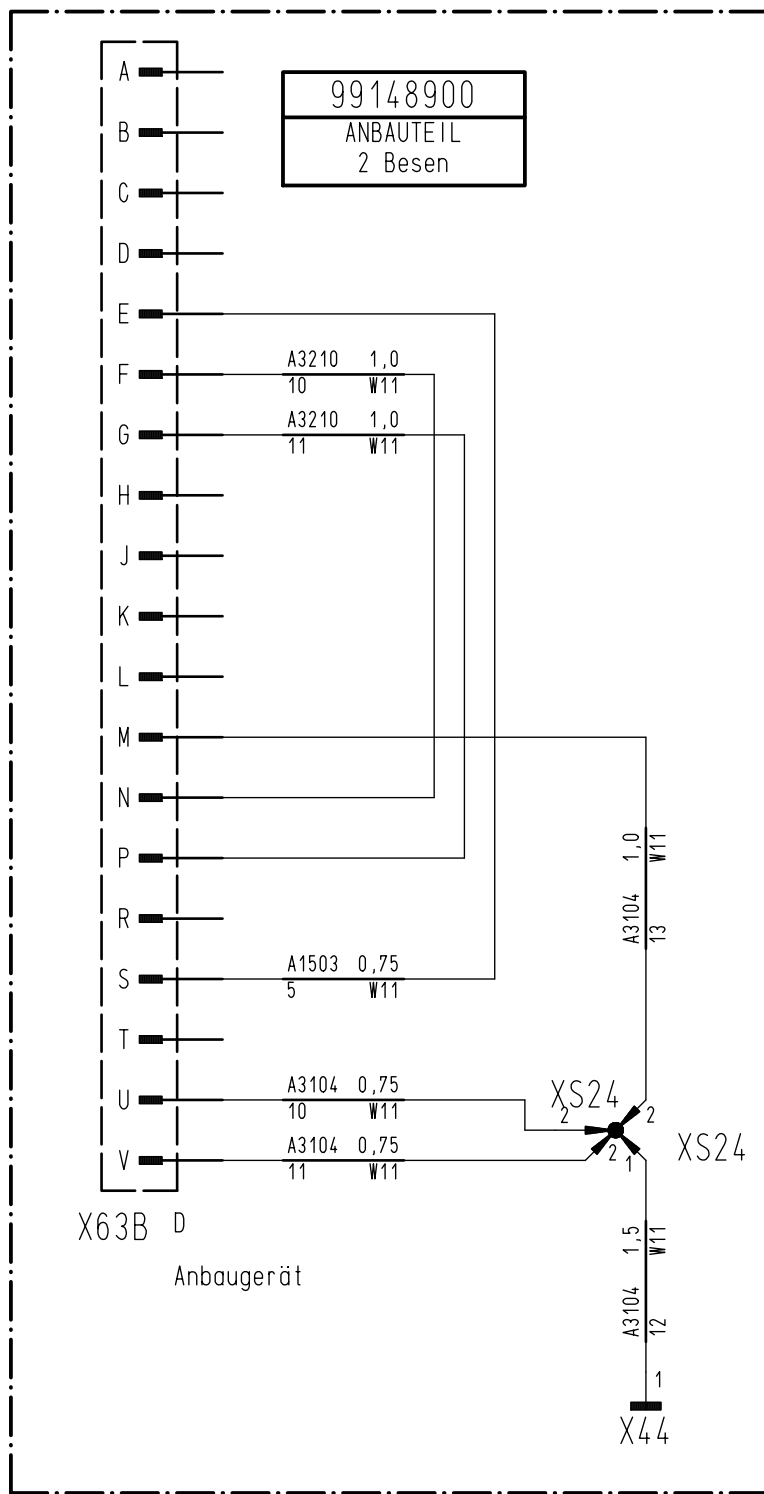 A
99148900
ANBAUTEIL
2 Besen
B
C
D
E
F
A3210 1,0
10 W11
G
A3210 1,0
11 W11
H
J
K
L
M
N
P
A3104 1,0
13 W11
R
S
A1503 0,75
5 W11
T
U
A3104 0,75
10 W11
XS24
2
2
V
A3104 0,75
11 W11
2
1
XS24
X63B D
Anbaugerät
A3104 1,5
12 W11
1
X44